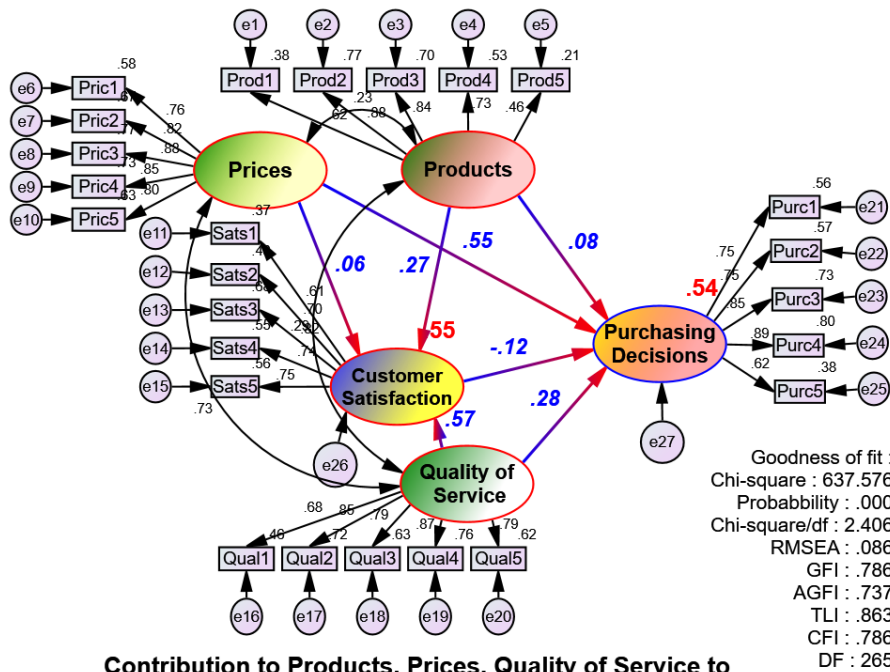 e1 e2 e3 e4 e5
.38 .77 .70 .53 .21
Prod1 Prod2 Prod3 Prod4 Prod5
.23
.62 .88 .84 .73 .46
.58
e6 Pric1
.67
e7 Pric2
.77
e8 Pric3
.73
e9 Pric4
.63
e10 Pric5
.76
.82
.88
.85
.80
Prices
Products
.37
e11 Sats1
e12 Sats2
e13 Sats3
.55
e14 Sats4
.56
e15 Sats5
.61
.70
.29
.74
.75
.73
.06
.27
.55
.08
.55
-.12
.57
.28
Customer
Satisfaction
e26
Quality of
Service
.54
Purchasing
Decisions
e27
.56
Purc1 e21
.57
Purc2 e22
.73
Purc3 e23
.80
Purc4 e24
.38
Purc5 e25
.75
.75
.85
.89
.62
.68 .85 .79 .87 .79
.46 .72 .63 .76 .62
Qual1 Qual2 Qual3 Qual4 Qual5
e16 e17 e18 e19 e20
Goodness of fit :
Chi-square : 637.576
Probabbility : .000
Chi-square/df : 2.406
RMSEA : .086
GFI : .786
AGFI : .737
TLI : .863
CFI : .786
DF : 265
Contribution to Products, Prices, Quality of Service to